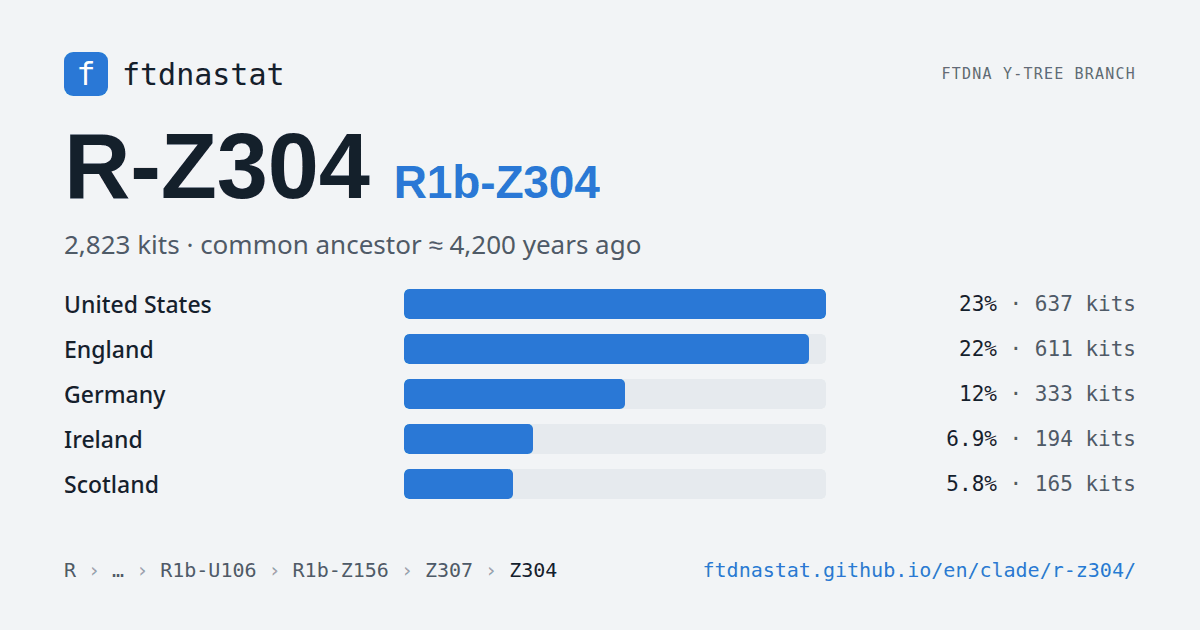 f ftdnastat
FTDNA Y-TREE BRANCH
R-Z304 R1b-Z304
2,823 kits · common ancestor ≈ 4,200 years ago
United States 23% · 637 kits
England 22% · 611 kits
Germany 12% · 333 kits
Ireland 6.9% · 194 kits
Scotland 5.8% · 165 kits
R › … › R1b-U106 › R1b-Z156 › Z307 › Z304
ftdnastat.github.io/en/clade/r-z304/